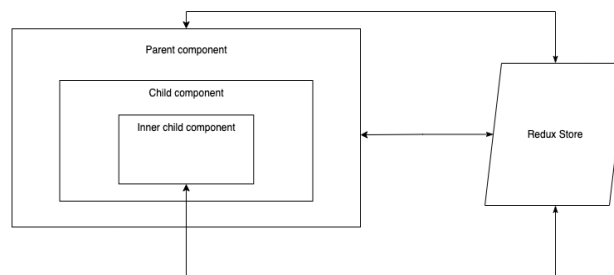 Parent component
Child component
Inner child component
Redux Store